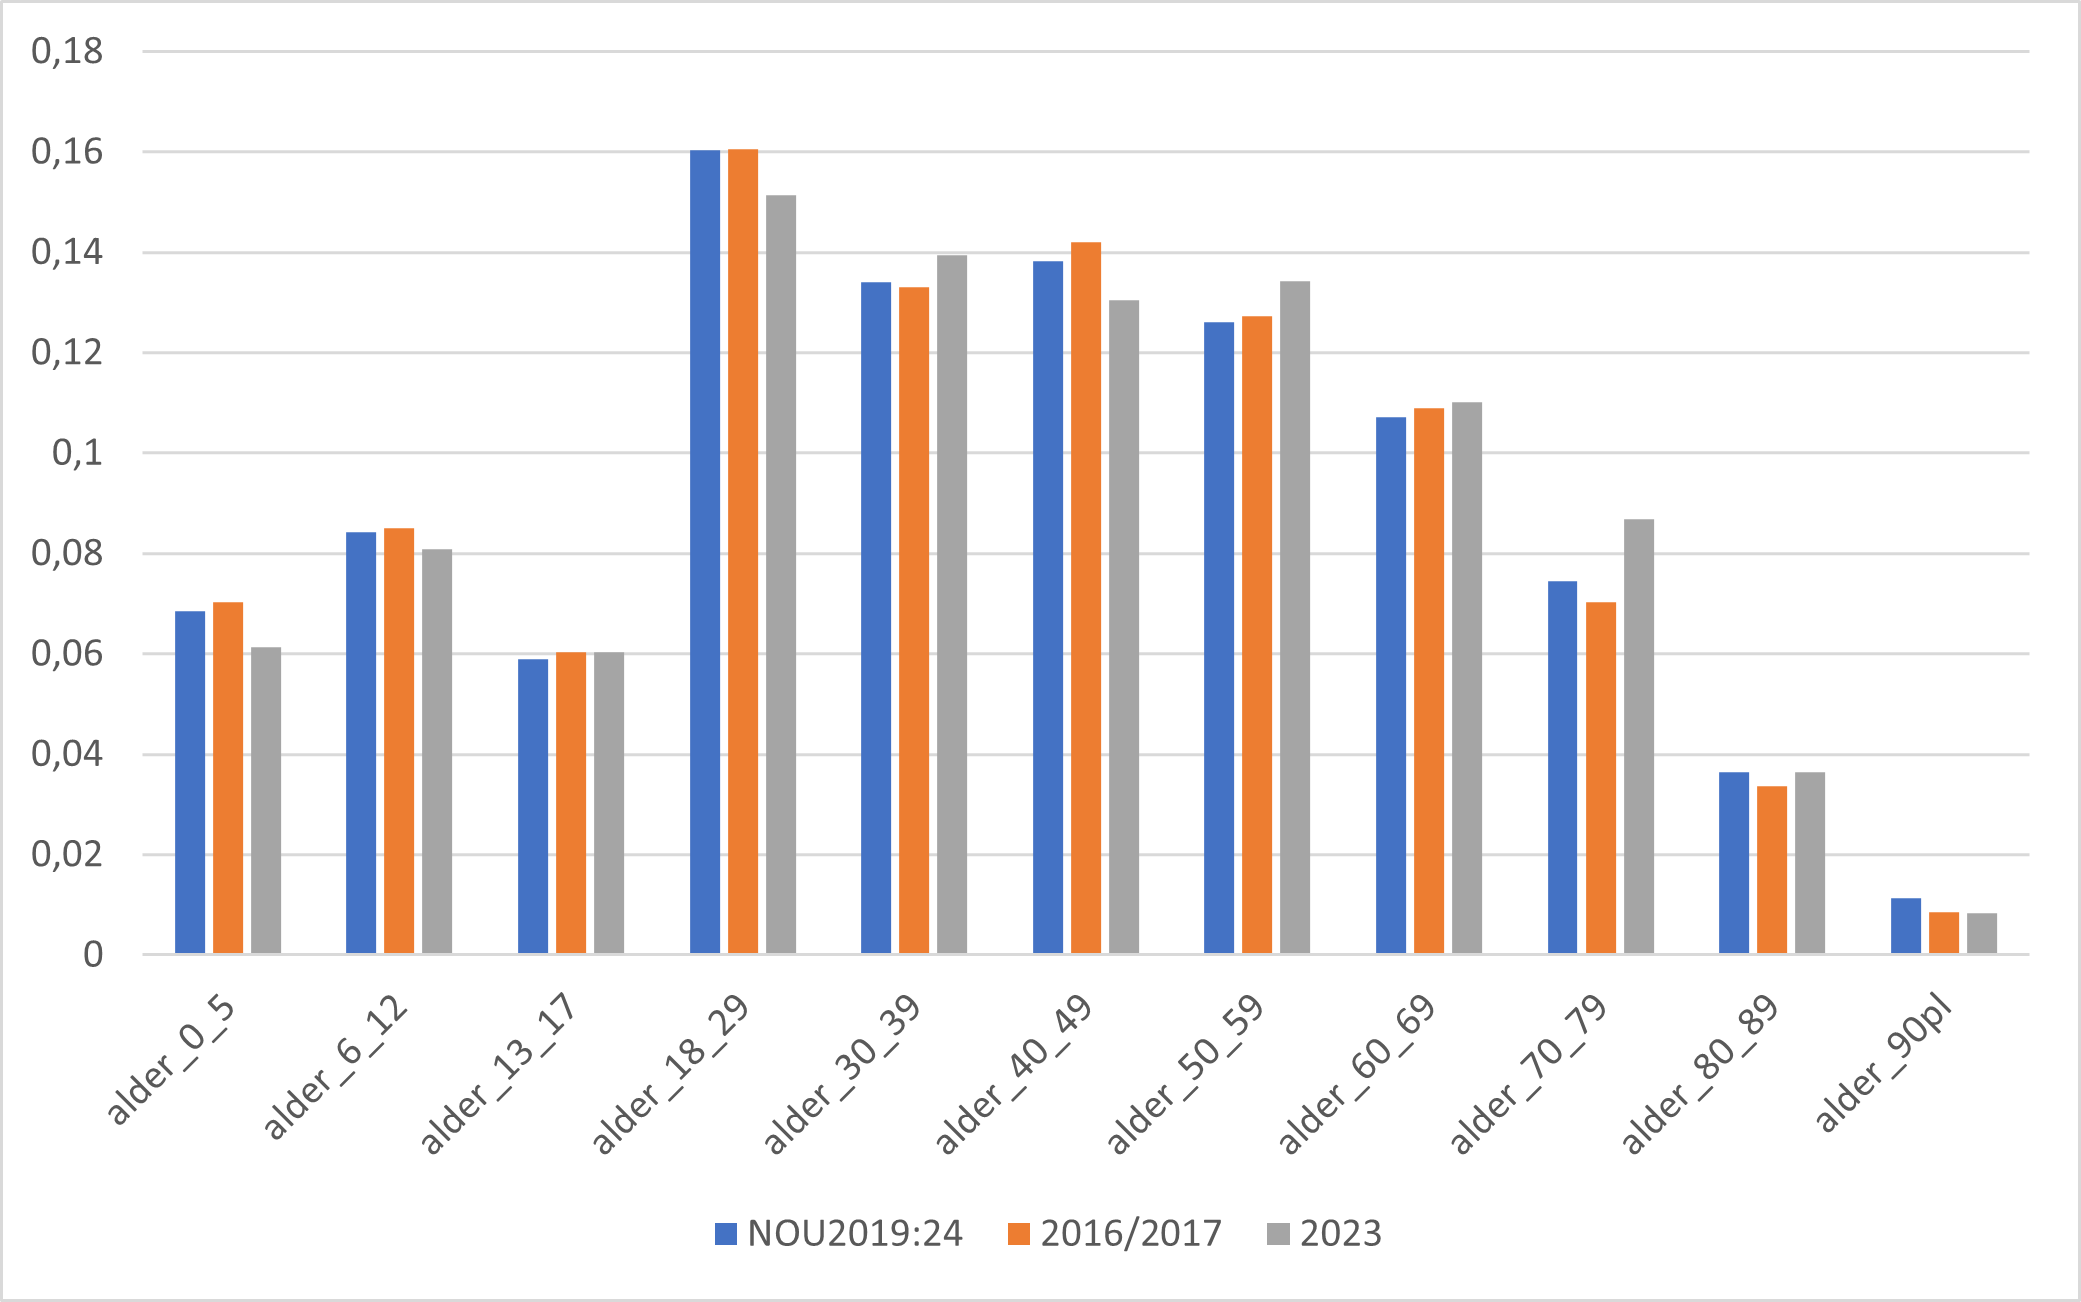 0,18
0,16
0,14
0,12
0,1
0,08
0,06
0,04
0,02
0
alder_0_5
alder_6_12
alder_13_17
alder_18_29
alder_30_39
alder_40_49
alder_50_59
alder_60_69
alder_70_79
alder_80_89
alder_90pl
NOU2019:24 2016/2017 2023